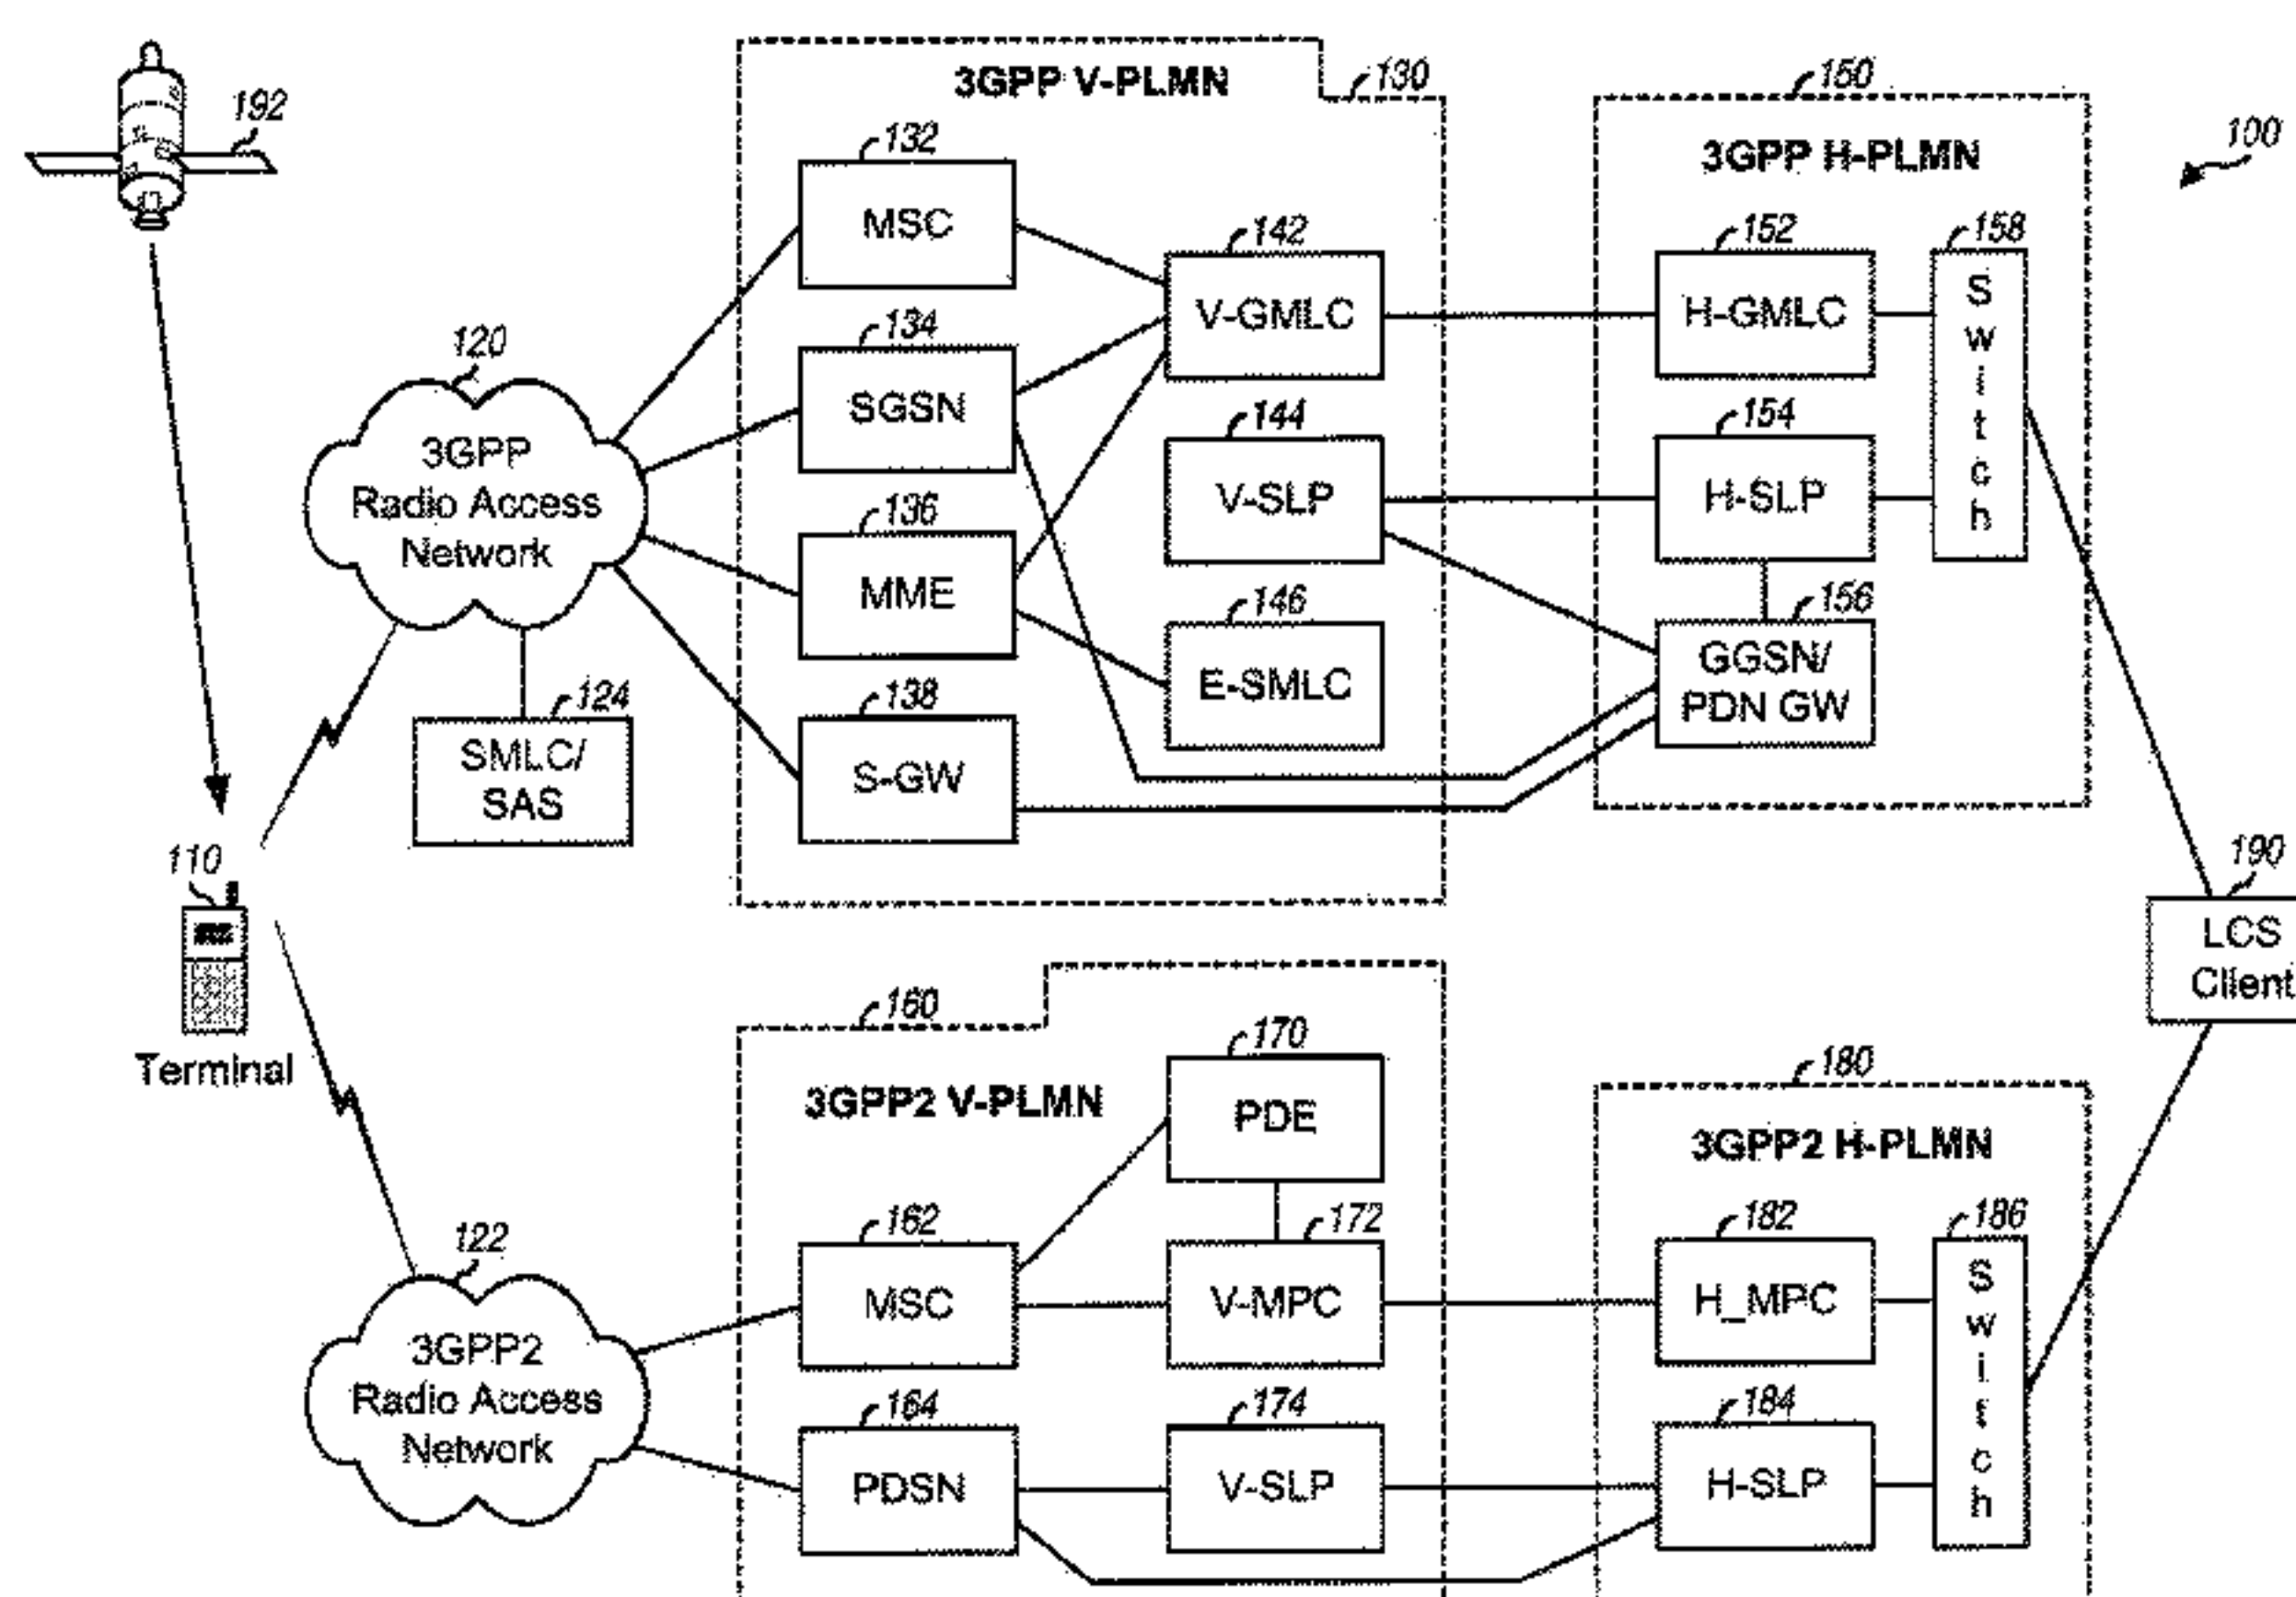 3GPP V-PLMN
130
150
192
132
3GPP H-PLMN
100
MSC
142
152
158
V-GMLC
H-GMLC
Switch
134
120
SGSN
144
154
3GPP
Radio Access
Network
V-SLP
H-SLP
136
MME
146
156
E-SMLC
GGSN/
PDN GW
124
138
SMLC/
SAS
S-GW
110
190
LCS
Client
160
170
Terminal
180
3GPP2 V-PLMN
PDE
3GPP2 H-PLMN
122
162
172
182
186
MSC
V-MPC
H_MPC
Switch
3GPP2
Radio Access
Network
164
174
184
PDSN
V-SLP
H-SLP